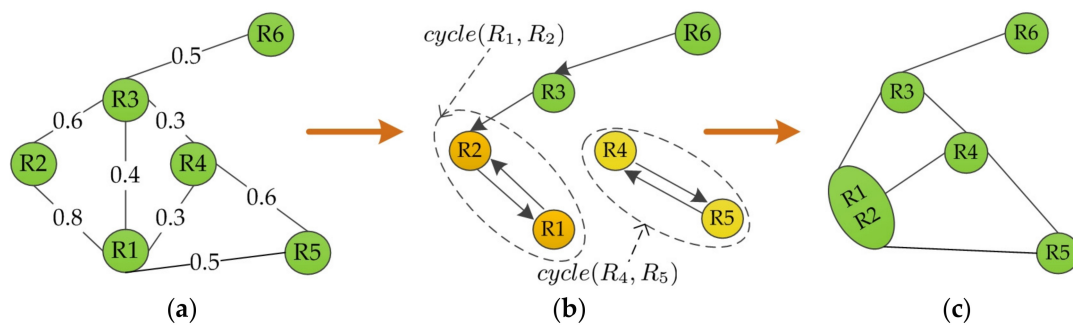 R6
0.5
R3
0.6
0.3
R2
0.4
R4
0.8
0.3
0.6
R1
0.5
R5
(a)
cycle(R₁, R₂)
R6
R3
R2
R4
R1
R5
cycle(R₄, R₅)
(b)
R6
R3
R4
R1
R2
R5
(c)